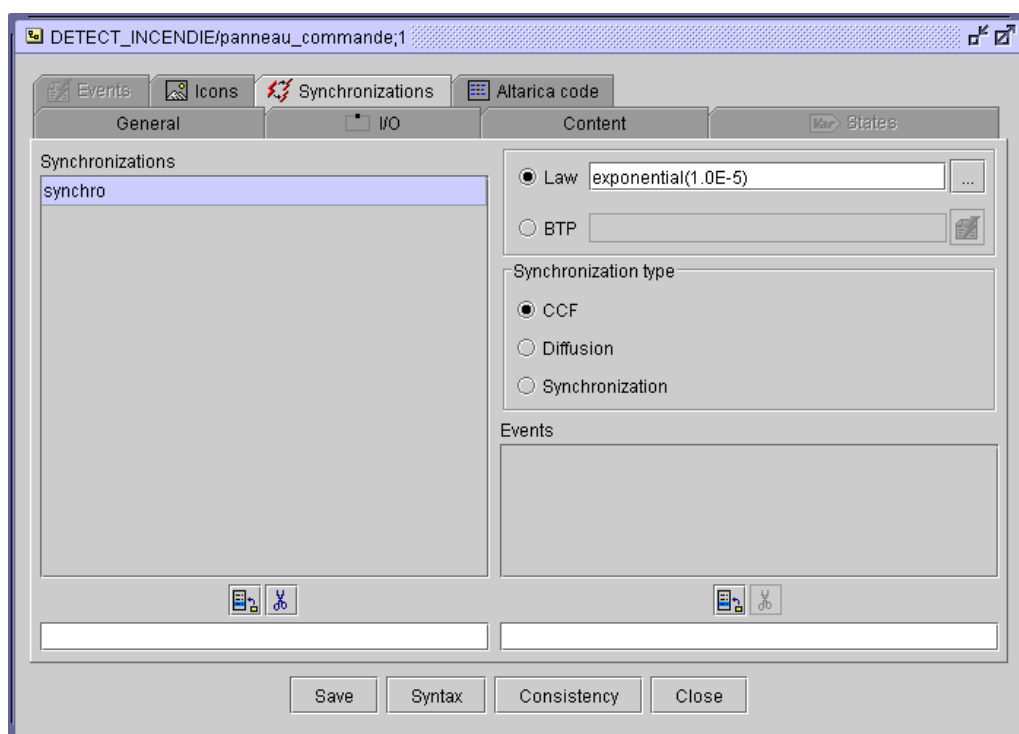 DETECT_INCENDIE/panneau_commande;1
Events Icons Synchronizations Altarica code
General I/O Content Var States
Synchronizations
synchro
Law exponential(1.0E-5) ...
BTP
Synchronization type
CCF
Diffusion
Synchronization
Events
Save Syntax Consistency Close